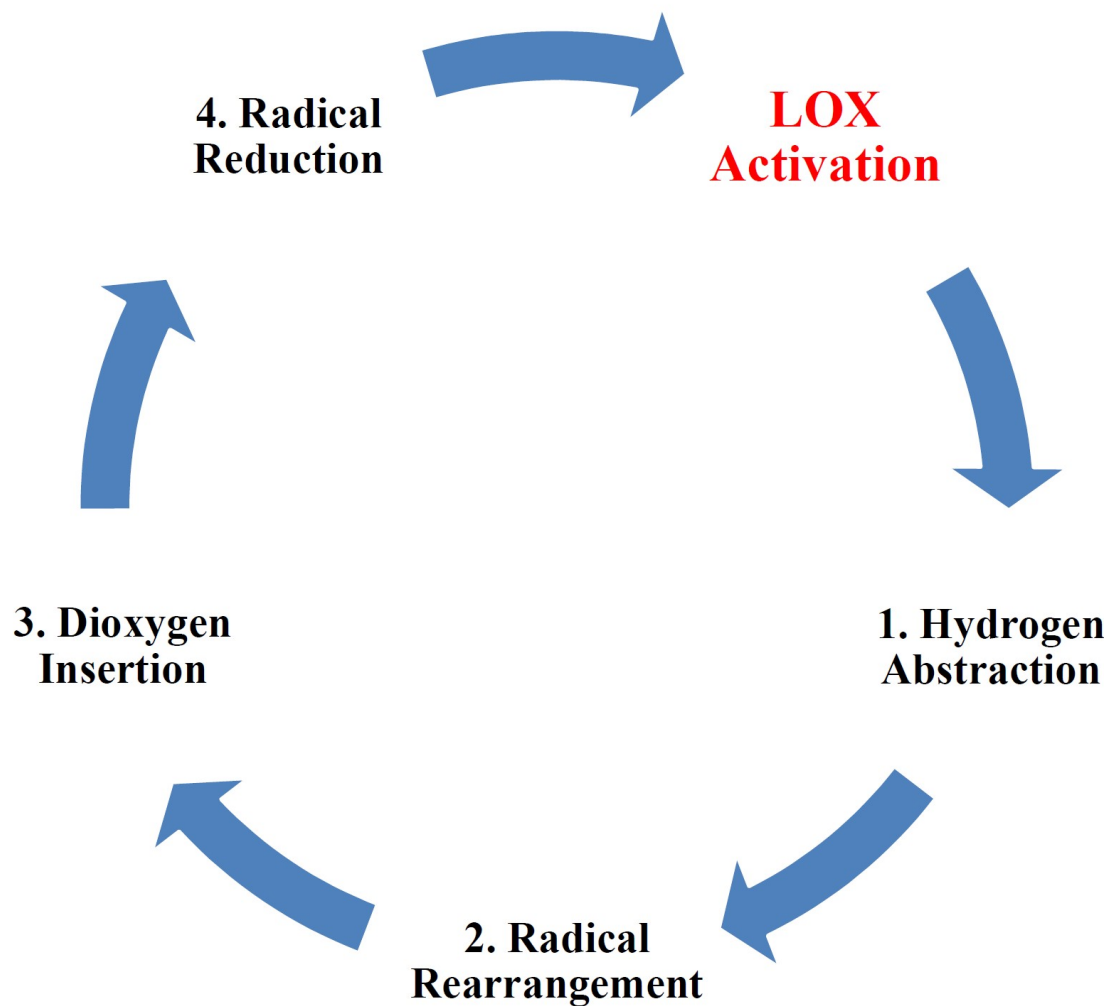 LOX
Activation
1. Hydrogen
Abstraction
2. Radical
Rearrangement
3. Dioxygen
Insertion
4. Radical
Reduction